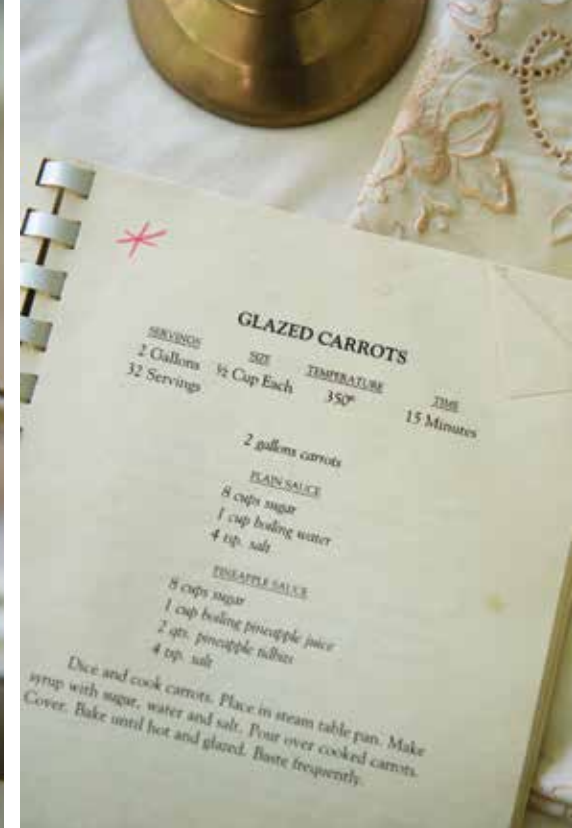 GLAZED CARROTS
SERVINGS SIZE TEMPERATURE TIME
2 Gallons ½ Cup Each 350° 15 Minutes
32 Servings
2 gallons carrots
PLAIN SAUCE
8 cups sugar
1 cup boiling water
4 tsp. salt
PINEAPPLE SAUCE
8 cups sugar
1 cup boiling pineapple juice
2 qts. pineapple tidbits
4 tsp. salt
Dice and cook carrots. Place in steam table pan. Make
syrup with sugar, water and salt. Pour over cooked carrots.
Cover. Bake until hot and glazed. Baste frequently.